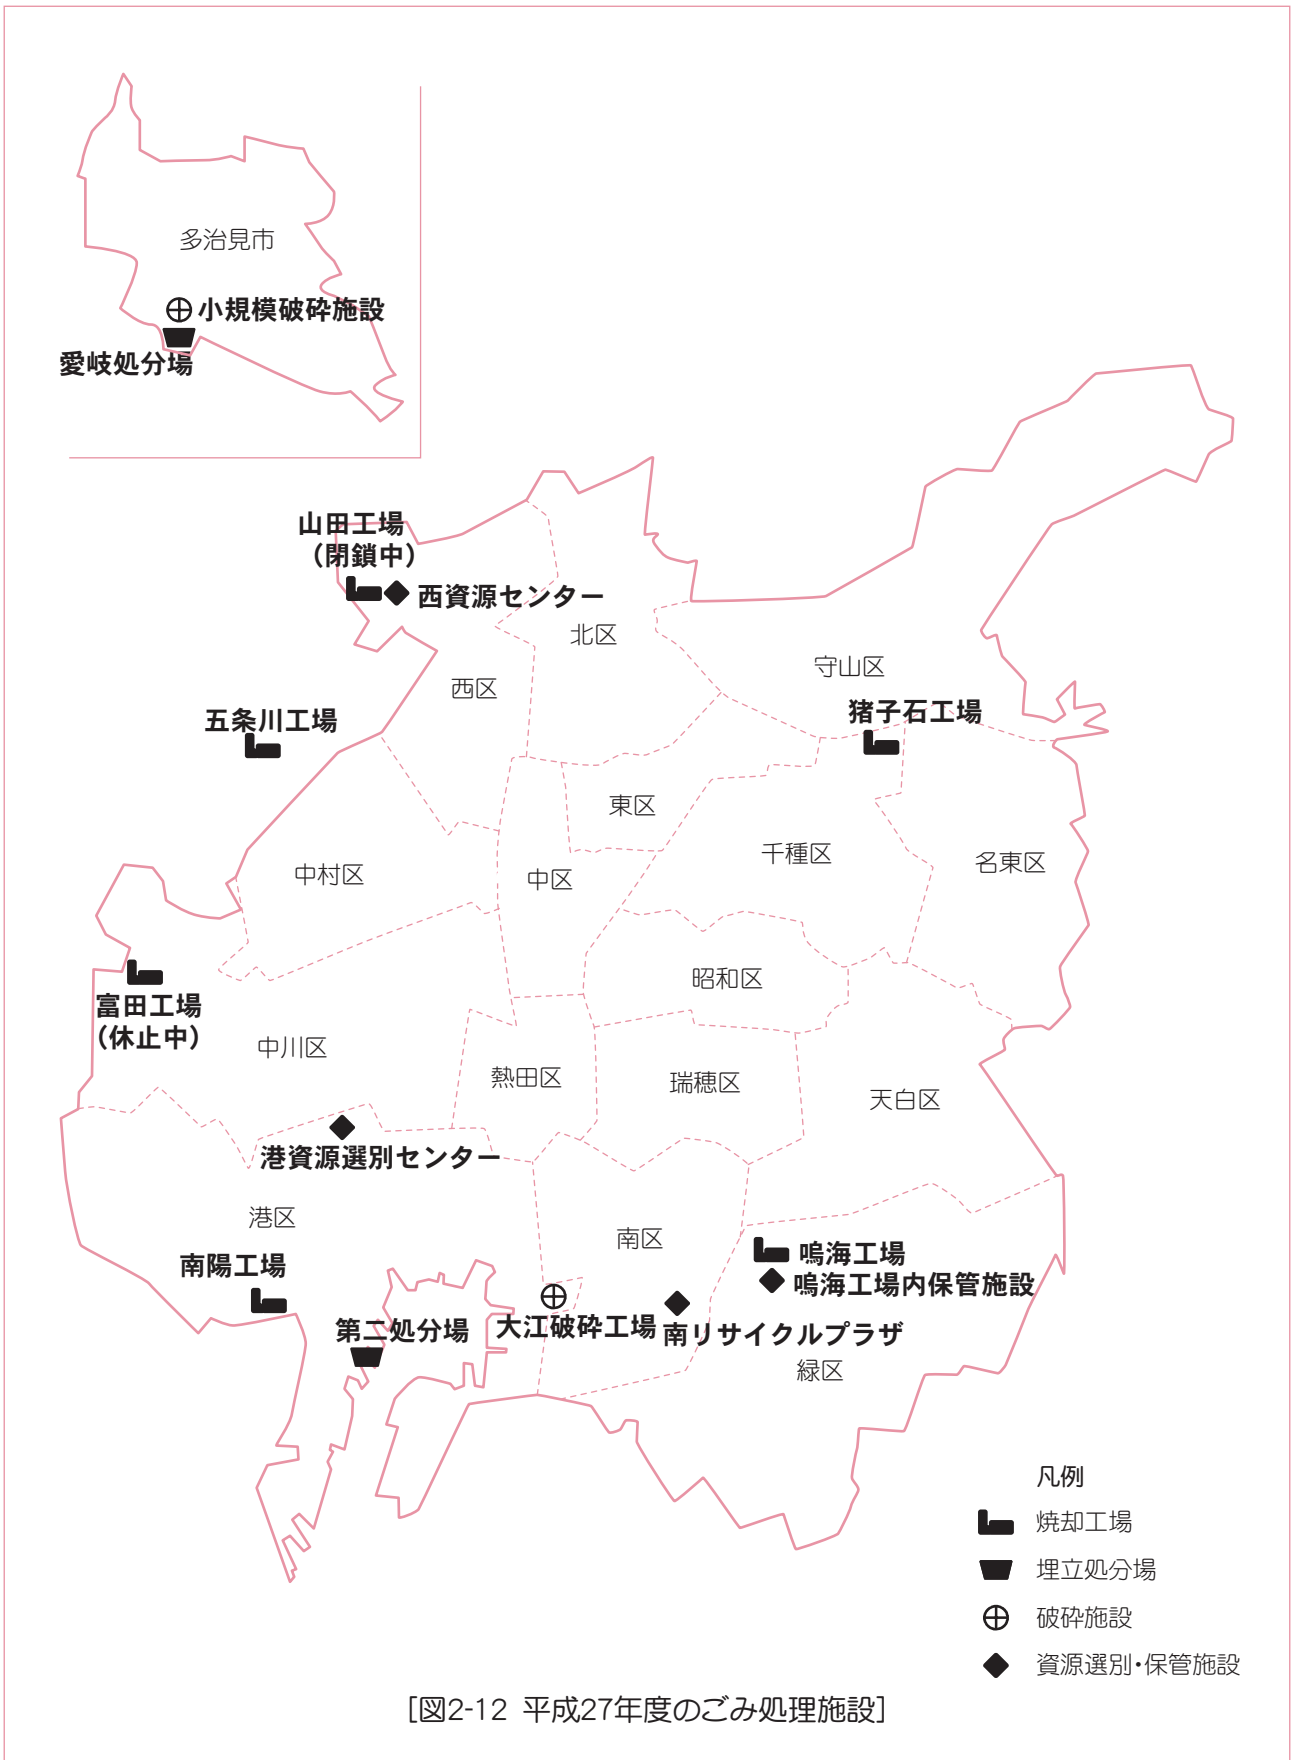 多治見市
小規模破砕施設
愛岐処分場
山田工場
（閉鎖中）
西資源センター
北区
守山区
西区
猪子石工場
五条川工場
東区
千種区
名東区
中村区
中区
昭和区
富田工場
（休止中）
中川区
熱田区
瑞穂区
天白区
港資源選別センター
港区
南区
鳴海工場
鳴海工場内保管施設
南陽工場
第二処分場
大江破砕工場
南リサイクルプラザ
緑区
凡例
焼却工場
埋立処分場
破砕施設
資源選別・保管施設
［図2-12 平成27年度のごみ処理施設］